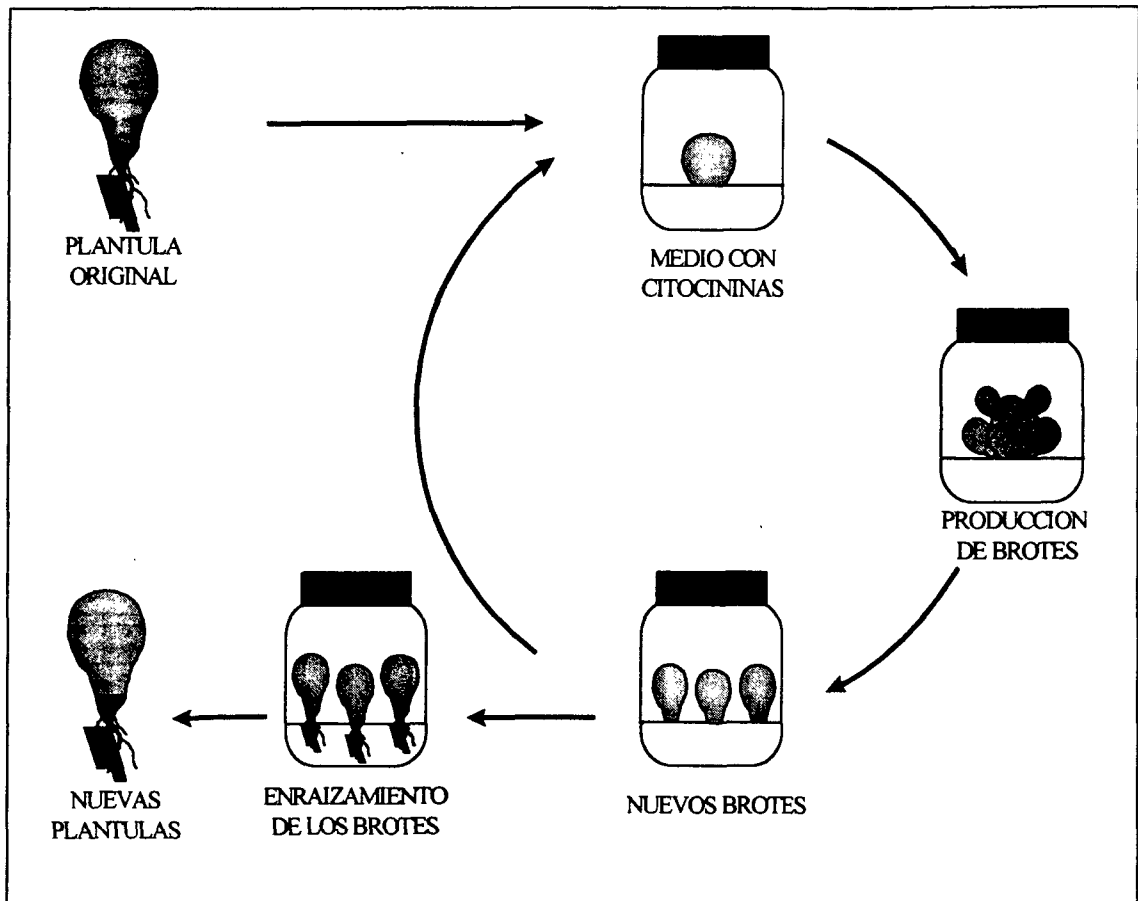 PLANTULA
ORIGINAL
MEDIO CON
CITOCININAS
PRODUCCION
DE BROTES
NUEVAS
PLANTULAS
ENRAIZAMIENTO
DE LOS BROTES
NUEVOS BROTES